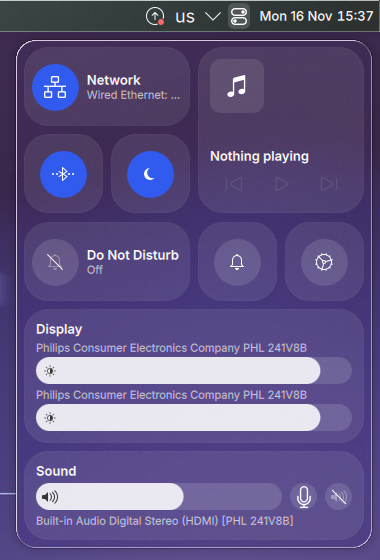 us
Mon 16 Nov 15:37
Network
Wired Ethernet: ...
Nothing playing
Do Not Disturb
Off
Display
Philips Consumer Electronics Company PHL 241V8B
Philips Consumer Electronics Company PHL 241V8B
Sound
Built-in Audio Digital Stereo (HDMI) [PHL 241V8B]